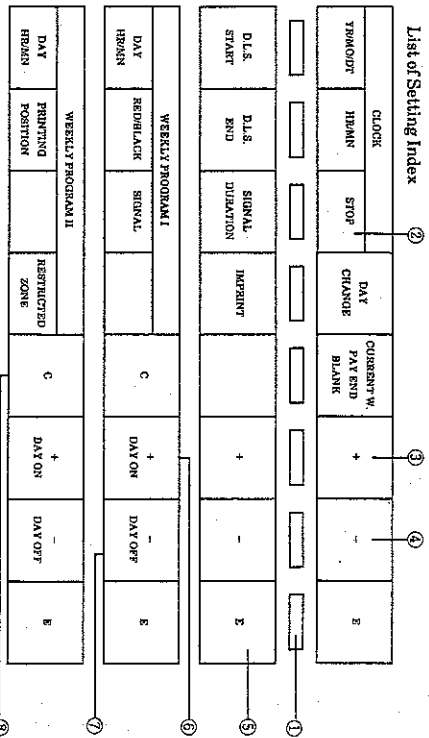 List of Setting Index
CLOCK
YR/MO/DT
HR/MN
STOP
DAY
CHANGE
CURRENT W.
PAY END
BLANK
+
-
E
②
③
④
①
D.L.S.
START
D.L.S.
END
SIGNAL
DURATION
IMPRINT
+
-
E
⑤
WEEKLY PROGRAM I
DAY
HR/MN
RED/BLACK
SIGNAL
C
+
DAY ON
-
DAY OFF
E
⑥
⑦
WEEKLY PROGRAM II
DAY
HR/MN
PRINTING
POSITION
RESTRICTED
ZONE
C
+
DAY ON
-
DAY OFF
E
⑧